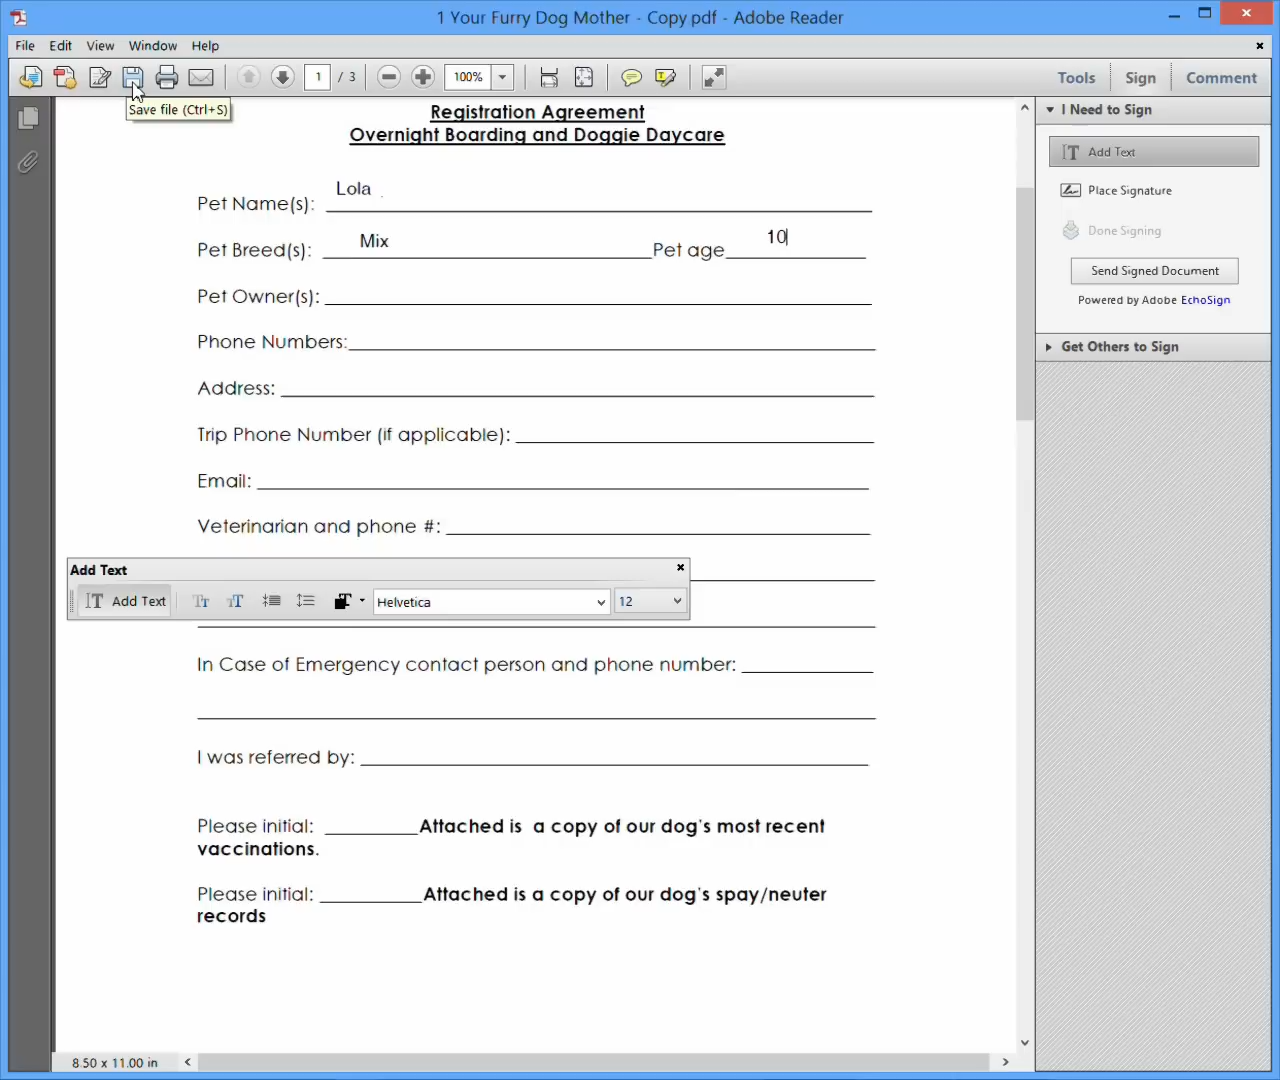 1 Your Furry Dog Mother - Copy pdf - Adobe Reader
File Edit View Window Help
1 / 3 100% Tools Sign Comment
Save file (Ctrl+S)
Registration Agreement
Overnight Boarding and Doggie Daycare
Pet Name(s): Lola
Pet Breed(s): Mix Pet age 10
Pet Owner(s):
Phone Numbers:
Address:
Trip Phone Number (if applicable):
Email:
Veterinarian and phone #:
Add Text
Add Text Helvetica 12
In Case of Emergency contact person and phone number:
I was referred by:
Please initial: Attached is a copy of our dog's most recent
vaccinations.
Please initial: Attached is a copy of our dog's spay/neuter
records
8.50 x 11.00 in
I Need to Sign
Add Text
Place Signature
Done Signing
Send Signed Document
Powered by Adobe EchoSign
Get Others to Sign